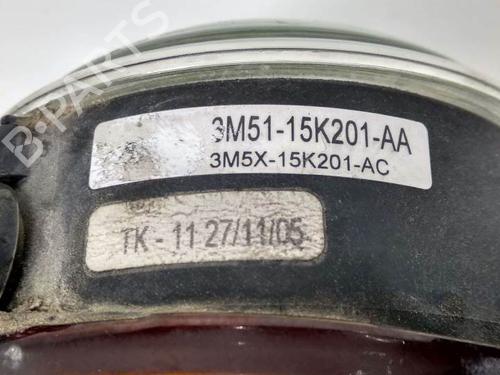 B-PARTS
3M51-15K201-AA
3M5X-15K201-AC
TK - 11 27/11/05